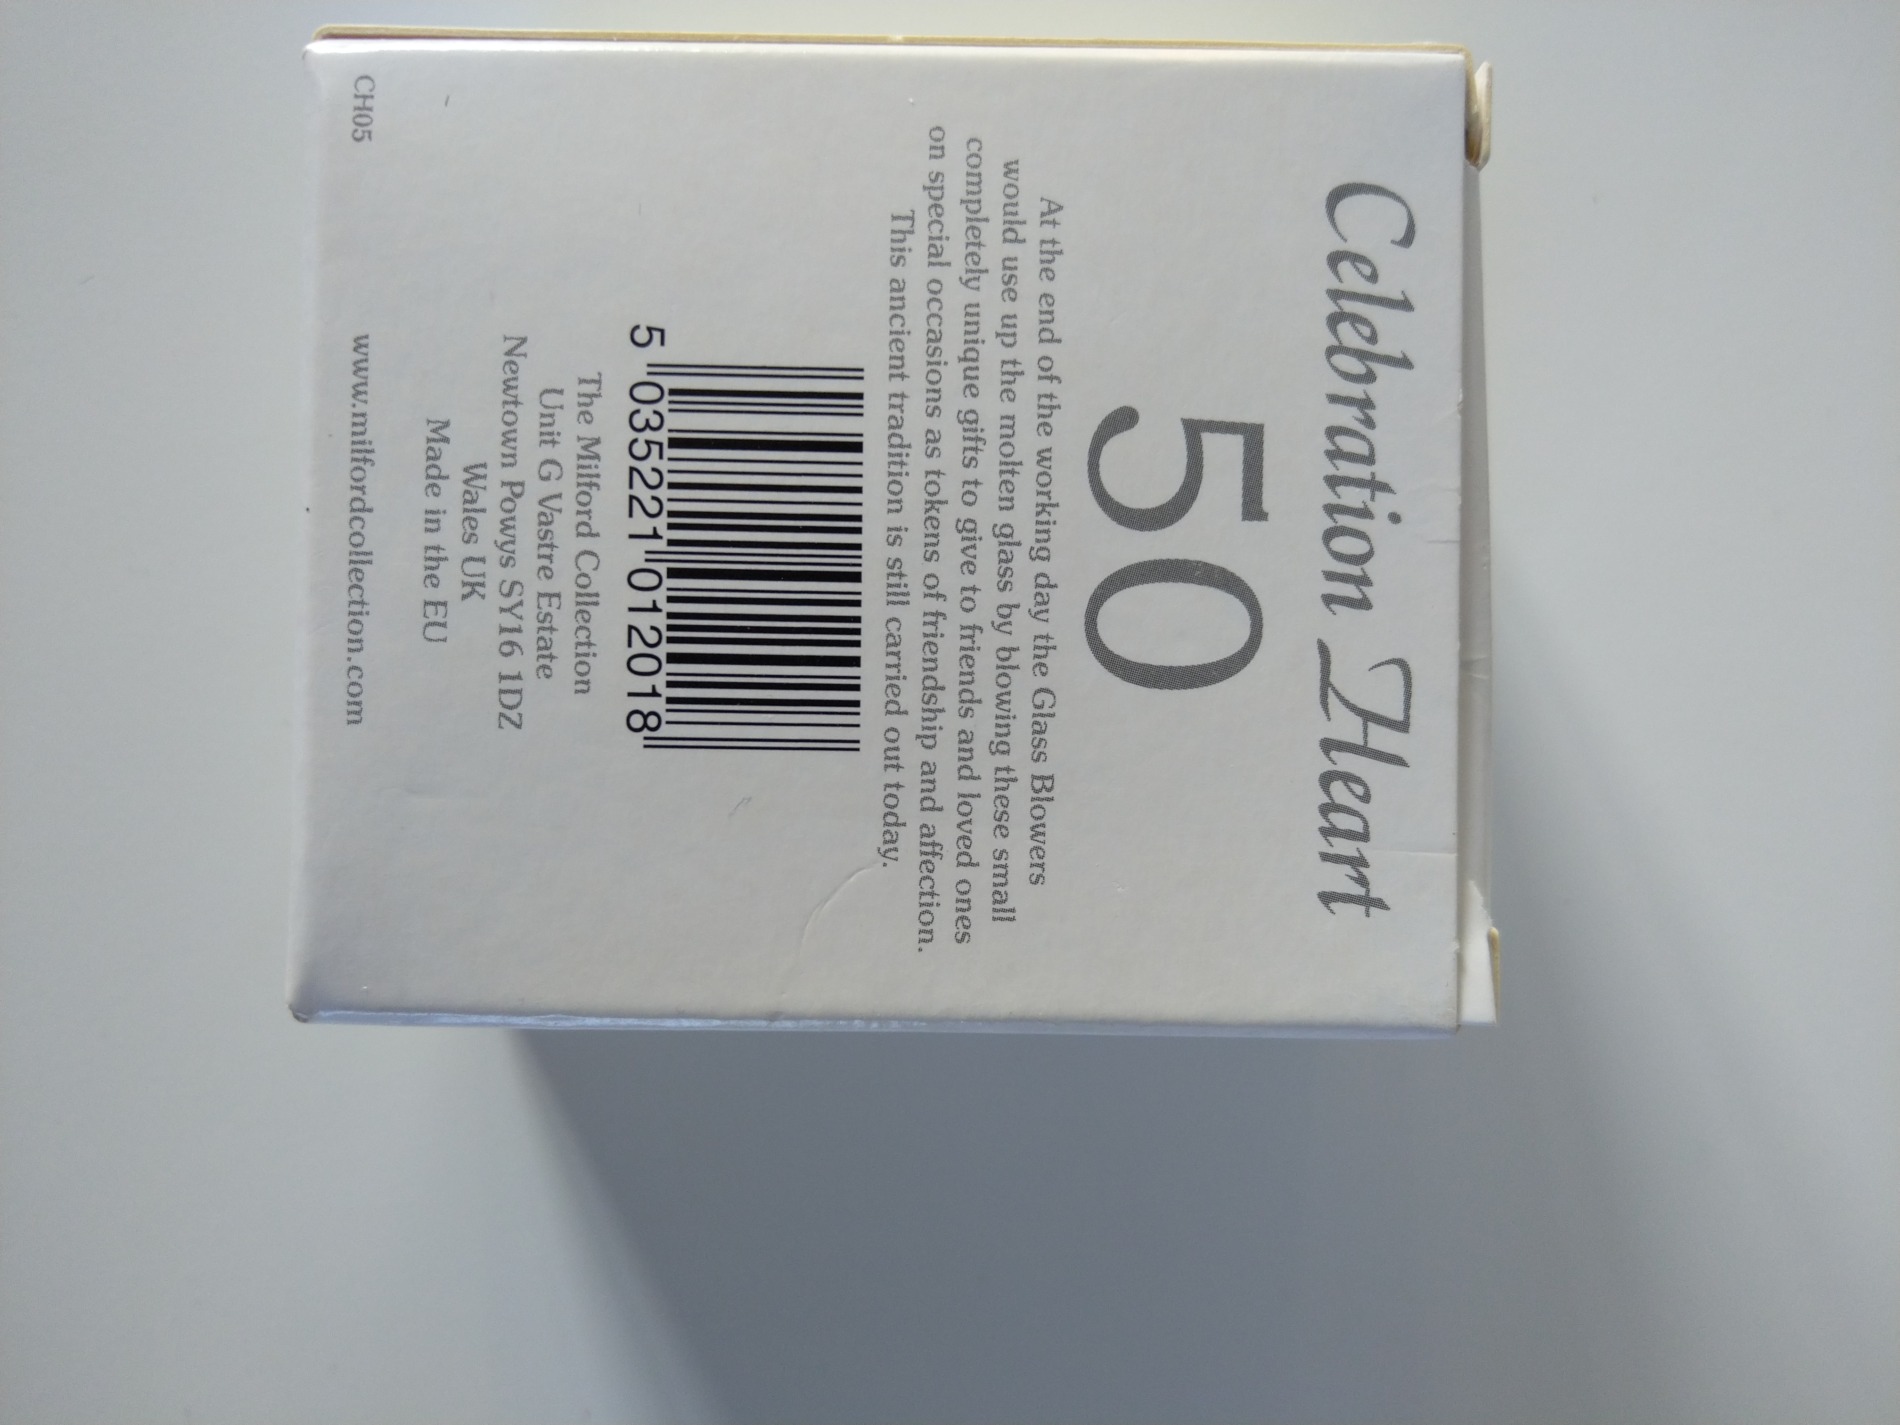 Celebration Heart
50
At the end of the working day the Glass Blowers
would use up the molten glass by blowing these small
completely unique gifts to give to friends and loved ones
on special occasions as tokens of friendship and affection.
This ancient tradition is still carried out today.
5 035221 012018
The Milford Collection
Unit G Vastre Estate
Newtown Powys SY16 1DZ
Wales UK
Made in the EU
CH05
www.milfordcollection.com